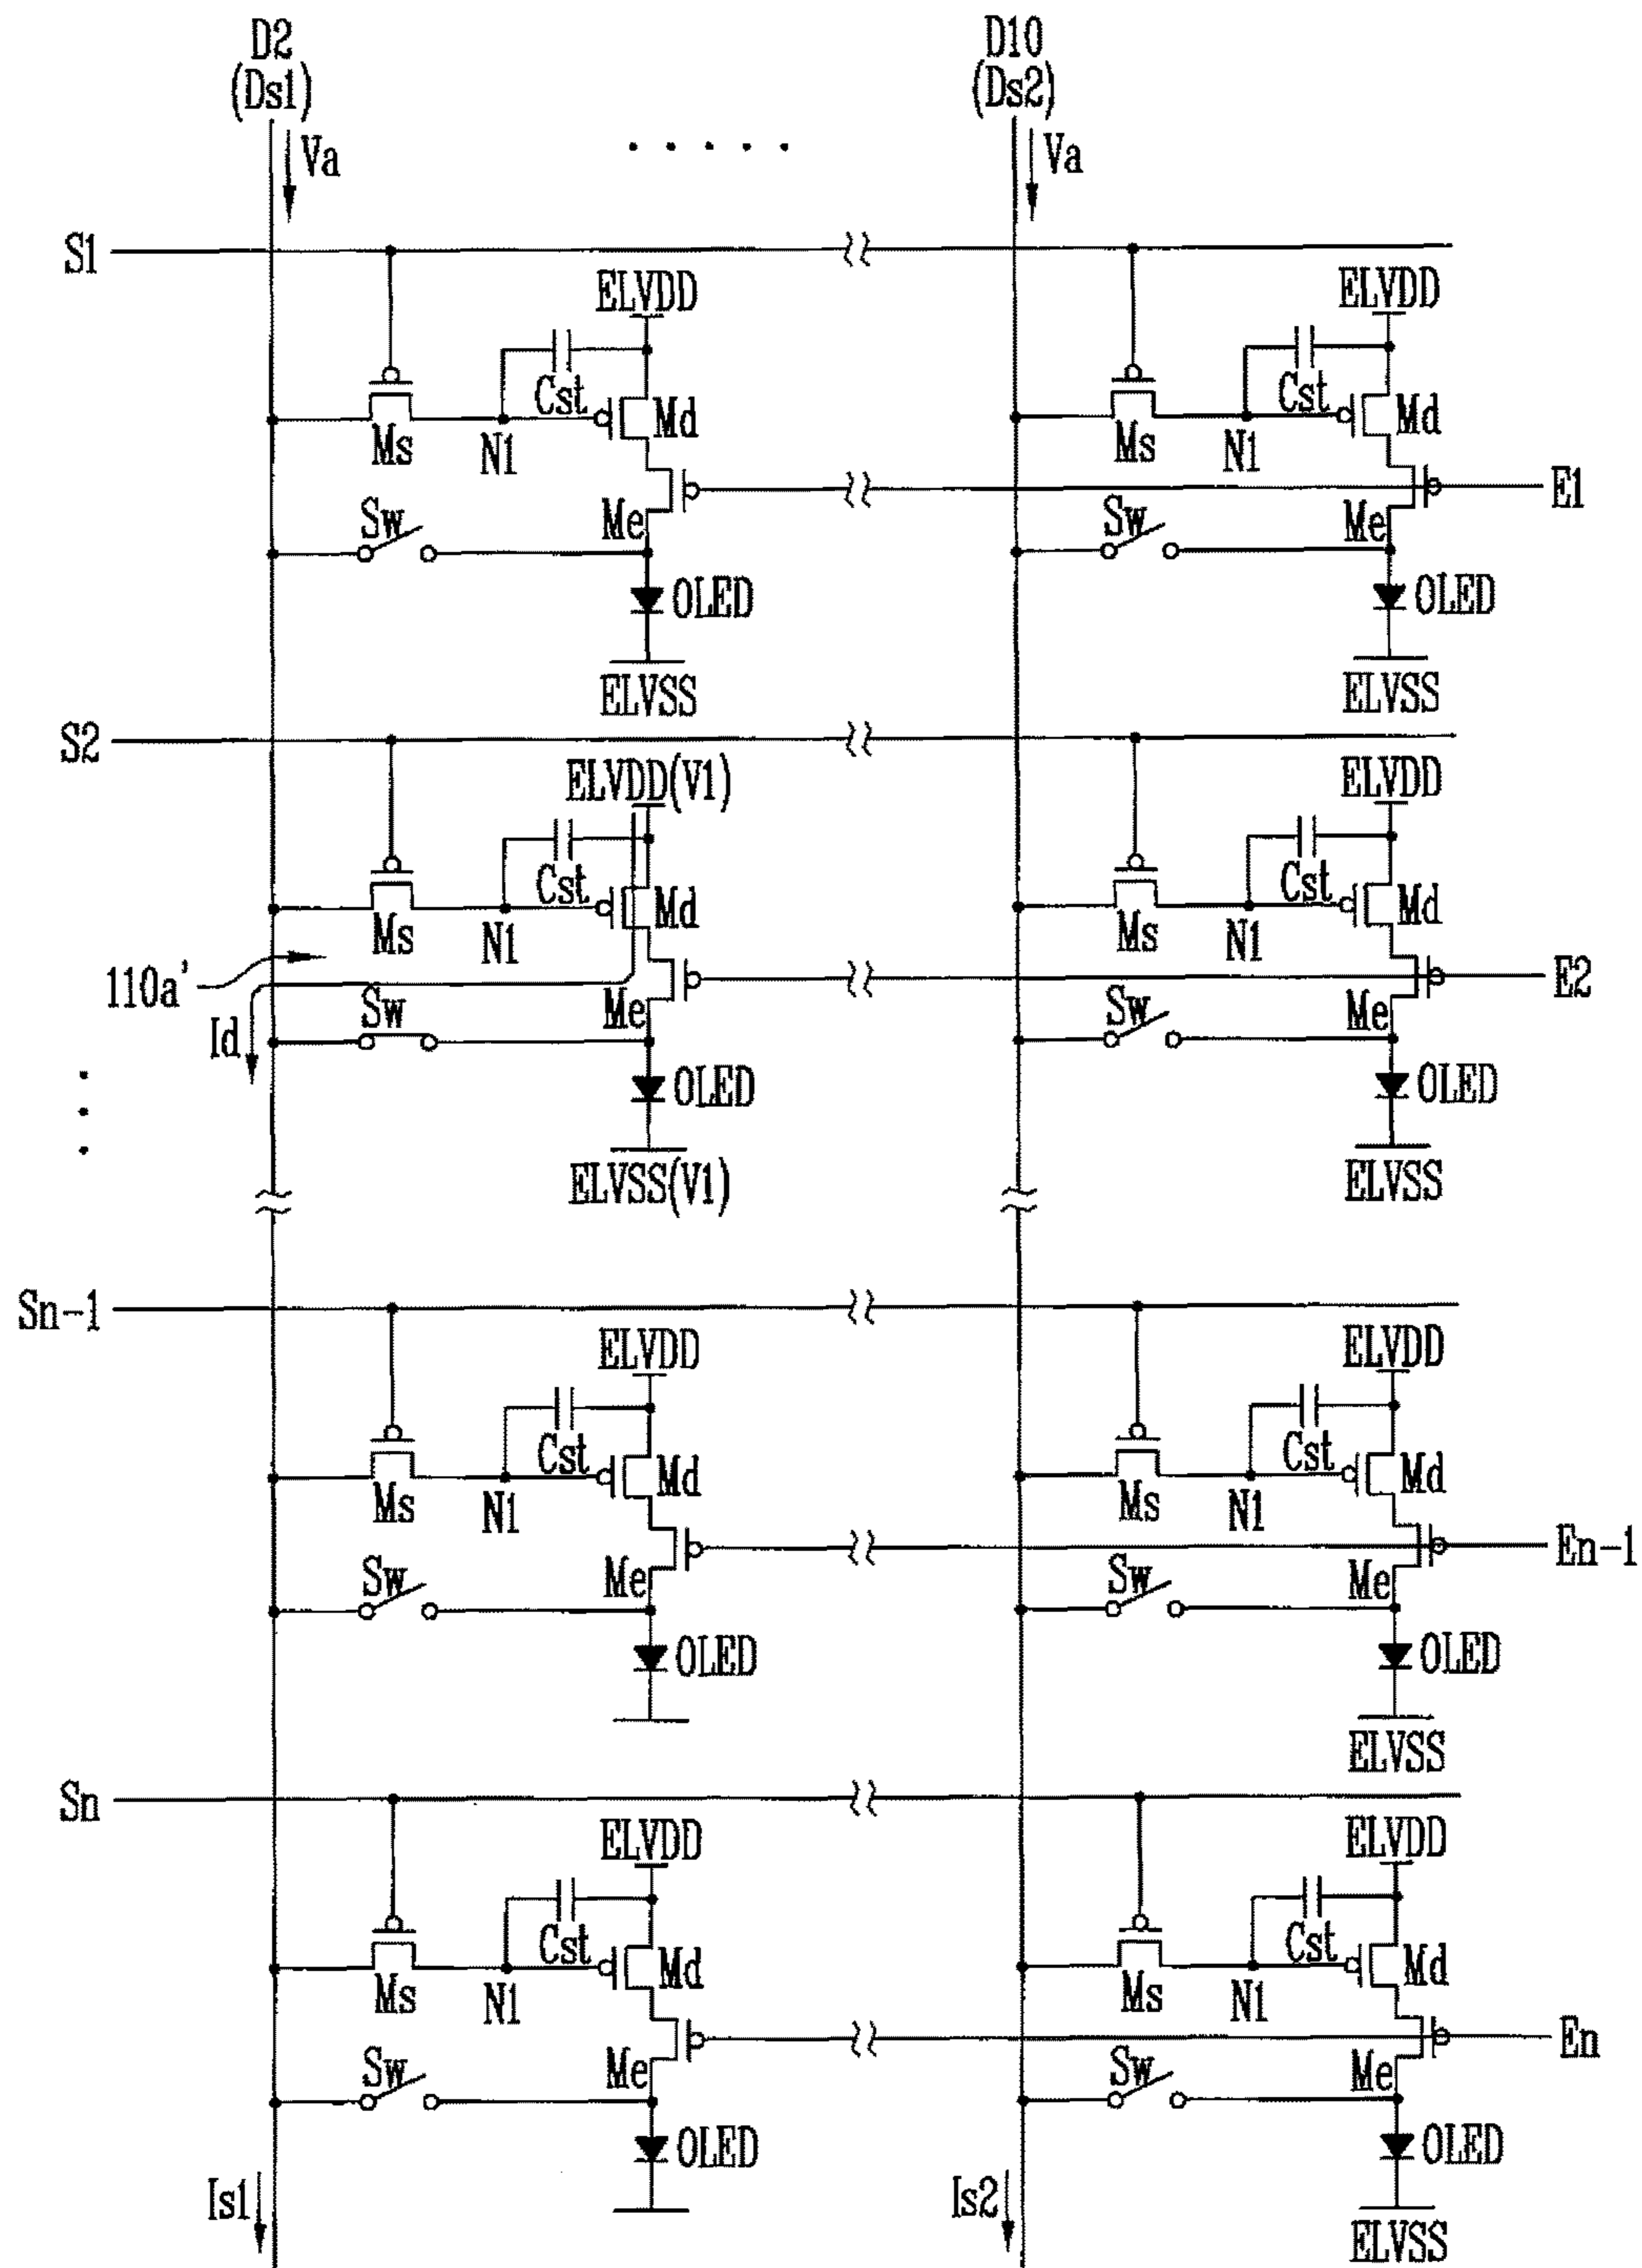 D2 D10
(Ds1) (Ds2)
Va Va
S1
ELVDD ELVDD
Cst Md Cst Md
Ms N1 Ms N1
Sw Me Sw Me E1
OLED OLED
ELVSS ELVSS
S2
ELVDD(V1) ELVDD
Cst Md Cst Md
Ms N1 Ms N1
110a' E2
Id Sw Me Sw Me
OLED OLED
ELVSS(V1) ELVSS
Sn-1
ELVDD ELVDD
Cst Md Cst Md
Ms N1 Ms N1
Sw Me Sw Me En-1
OLED OLED
ELVSS
Sn
ELVDD ELVDD
Cst Md Cst Md
Ms N1 Ms N1
Sw Me Sw Me En
OLED OLED
Is1 Is2
ELVSS